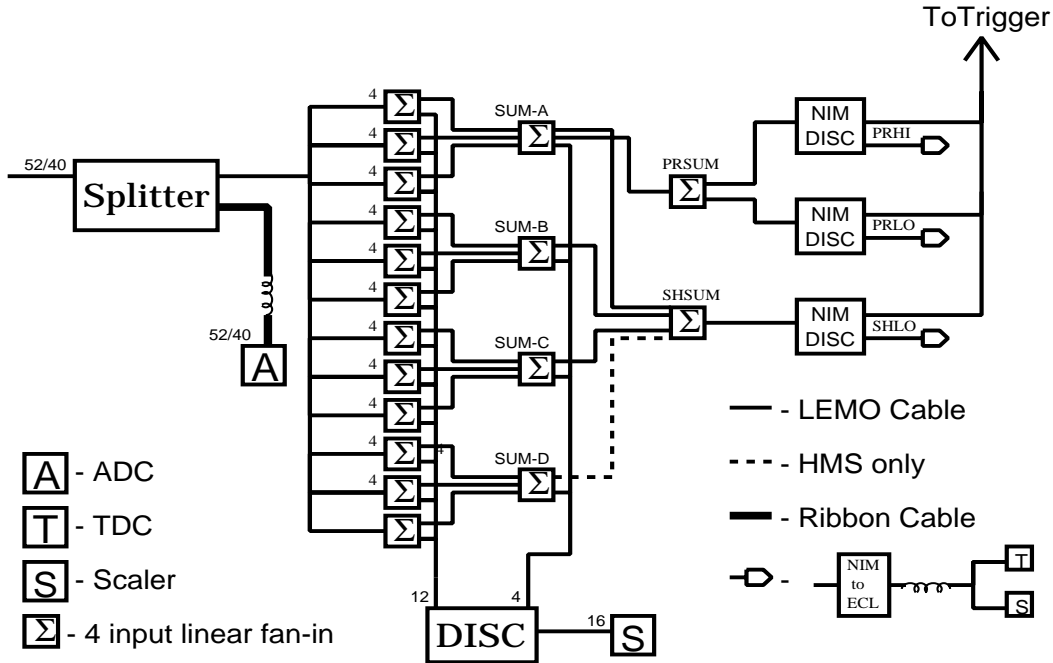 ToTrigger
4 Σ
SUM-A
NIM DISC
PRHI
4 Σ
Σ
52/40
Splitter
4 Σ
PRSUM
Σ
4 Σ
SUM-B
Σ
NIM DISC
PRLO
4 Σ
4 Σ
SHSUM
Σ
NIM DISC
SHLO
52/40
A
4 Σ
SUM-C
Σ
4 Σ
4 Σ
- LEMO Cable
4 Σ
4
SUM-D
Σ
- HMS only
A - ADC
4 Σ
T - TDC
4 Σ
- Ribbon Cable
S - Scaler
Σ - 4 input linear fan-in
12
4
DISC
16
S
-
NIM to ECL
T
S